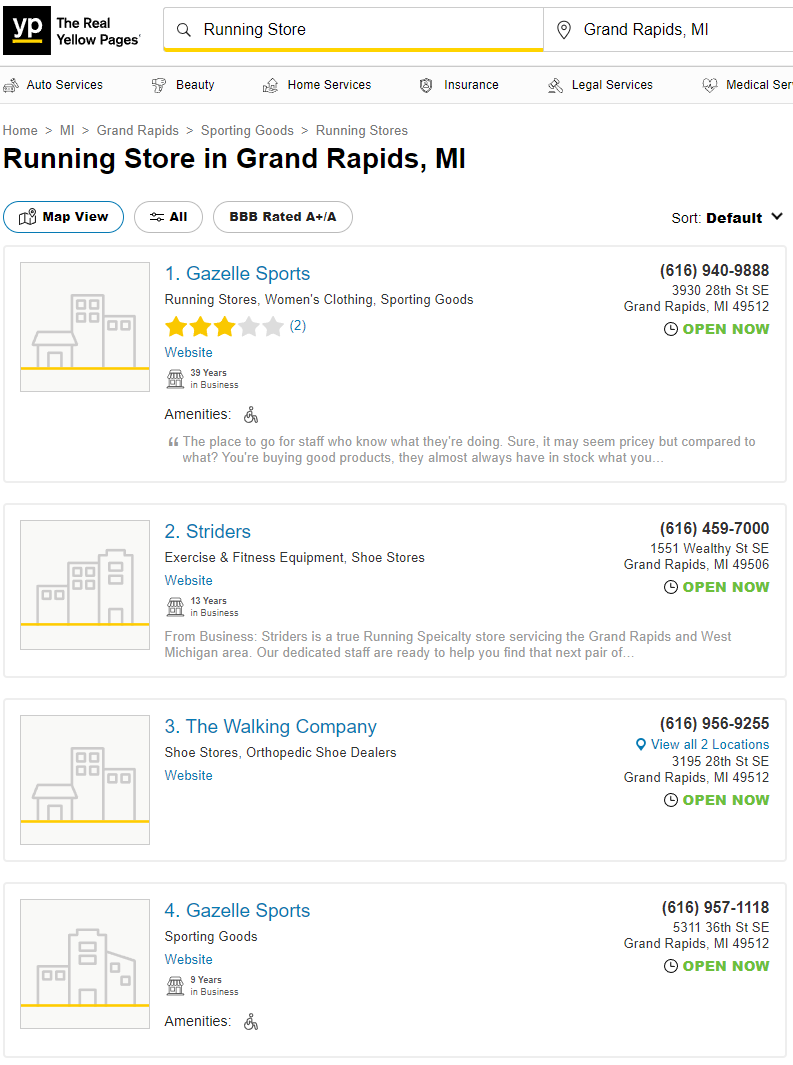 yp The Real Yellow Pages
Running Store
Grand Rapids, MI
Auto Services Beauty Home Services Insurance Legal Services Medical Ser
Home > MI > Grand Rapids > Sporting Goods > Running Stores
Running Store in Grand Rapids, MI
Map View All BBB Rated A+/A Sort: Default
1. Gazelle Sports
Running Stores, Women's Clothing, Sporting Goods
(2)
Website
39 Years
in Business
Amenities:
“ The place to go for staff who know what they're doing. Sure, it may seem pricey but compared to
what? You're buying good products, they almost always have in stock what you...
(616) 940-9888
3930 28th St SE
Grand Rapids, MI 49512
OPEN NOW
2. Striders
Exercise & Fitness Equipment, Shoe Stores
Website
13 Years
in Business
From Business: Striders is a true Running Speicalty store servicing the Grand Rapids and West
Michigan area. Our dedicated staff are ready to help you find that next pair of...
(616) 459-7000
1551 Wealthy St SE
Grand Rapids, MI 49506
OPEN NOW
3. The Walking Company
Shoe Stores, Orthopedic Shoe Dealers
Website
(616) 956-9255
View all 2 Locations
3195 28th St SE
Grand Rapids, MI 49512
OPEN NOW
4. Gazelle Sports
Sporting Goods
Website
9 Years
in Business
Amenities:
(616) 957-1118
5311 36th St SE
Grand Rapids, MI 49512
OPEN NOW